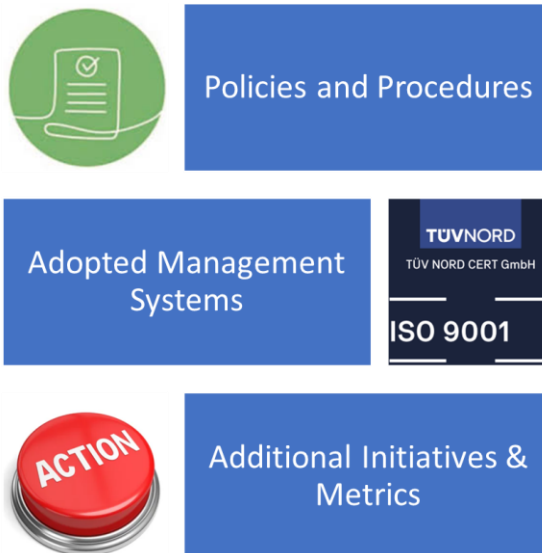 Policies and Procedures
Adopted Management
Systems
TÜVNORD
TÜV NORD CERT GmbH
ISO 9001
ACTION
Additional Initiatives &
Metrics